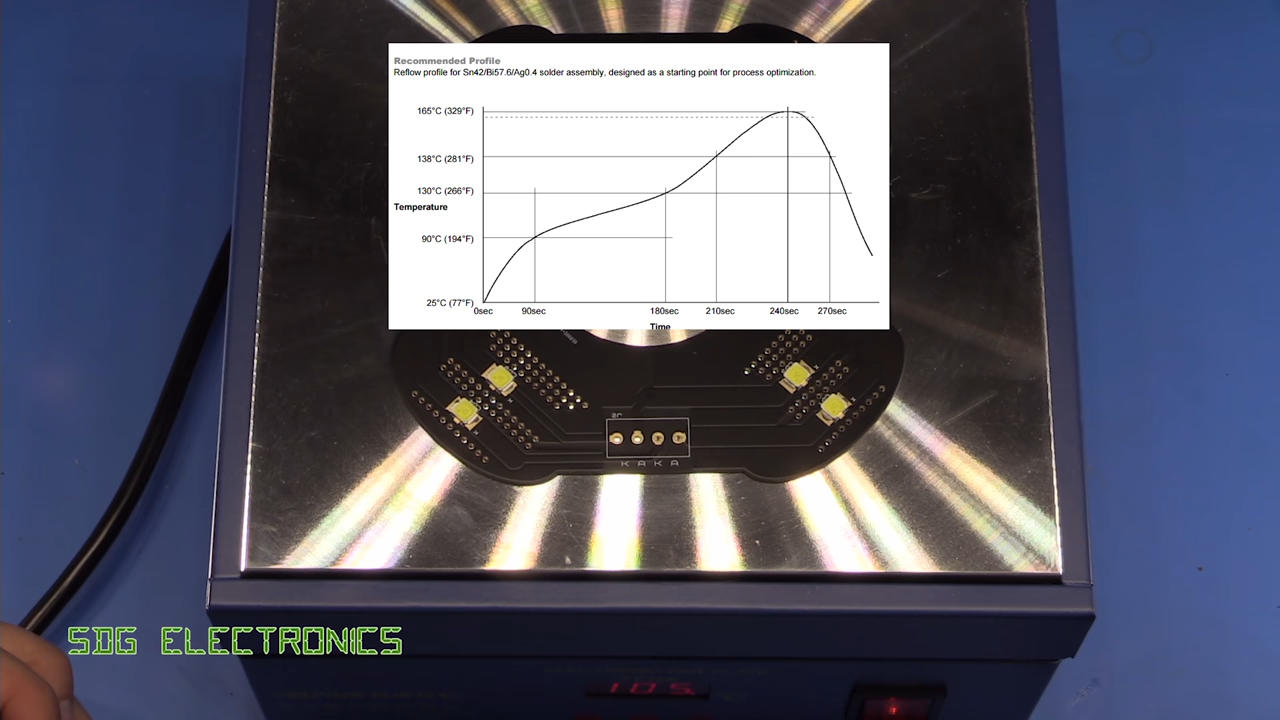 Recommended Profile
Reflow profile for Sn42/Bi57.6/Ag0.4 solder assembly, designed as a starting point for process optimization.
165°C (329°F)
138°C (281°F)
130°C (266°F)
Temperature
90°C (194°F)
25°C (77°F)
0sec 90sec 180sec 210sec 240sec 270sec
Time
K A K A
SDG ELECTRONICS
105